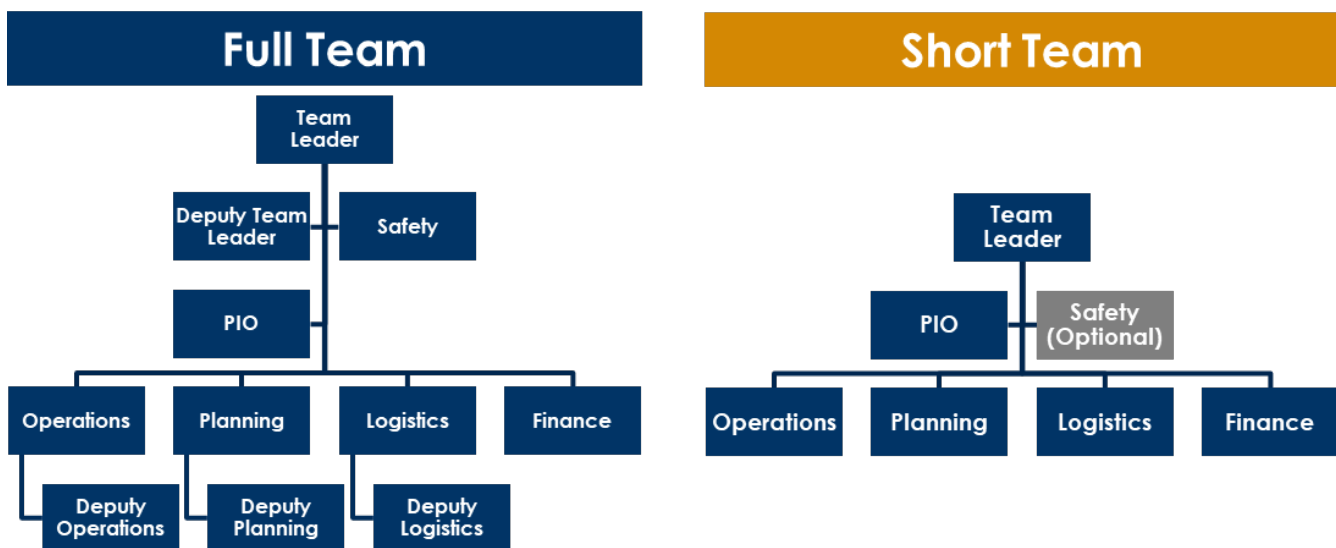 Full Team
Team
Leader
Deputy Team
Leader
Safety
PIO
Operations
Planning
Logistics
Finance
Deputy
Operations
Deputy
Planning
Deputy
Logistics
Short Team
Team
Leader
PIO
Safety
(Optional)
Operations
Planning
Logistics
Finance